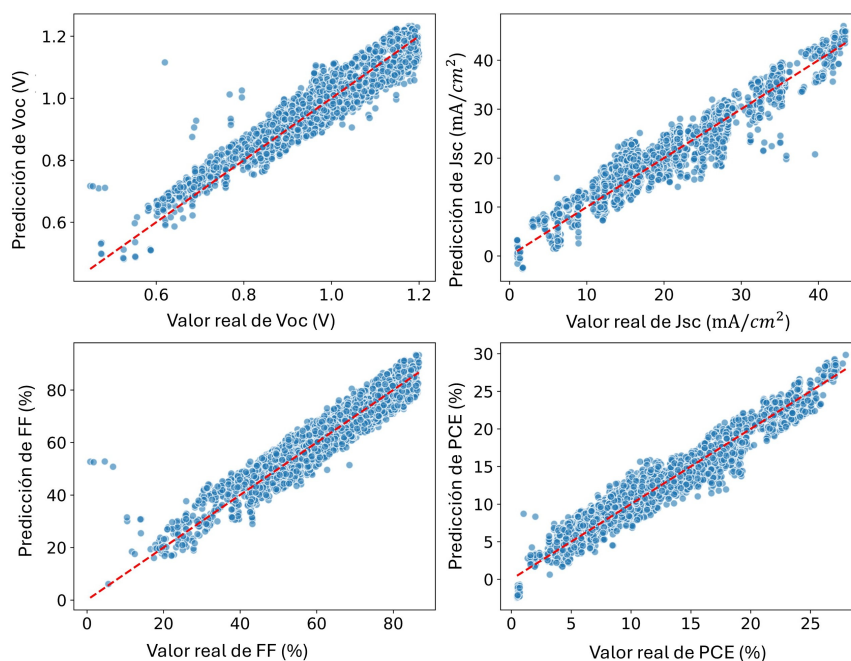 Predicción de Voc (V)
1.2
1.0
0.8
0.6
0.6 0.8 1.0 1.2
Valor real de Voc (V)
Predicción de Jsc (mA/cm²)
40
30
20
10
0
0 10 20 30 40
Valor real de Jsc (mA/cm²)
Predicción de FF (%)
80
60
40
20
0
0 20 40 60 80
Valor real de FF (%)
Predicción de PCE (%)
30
25
20
15
10
5
0
0 5 10 15 20 25
Valor real de PCE (%)